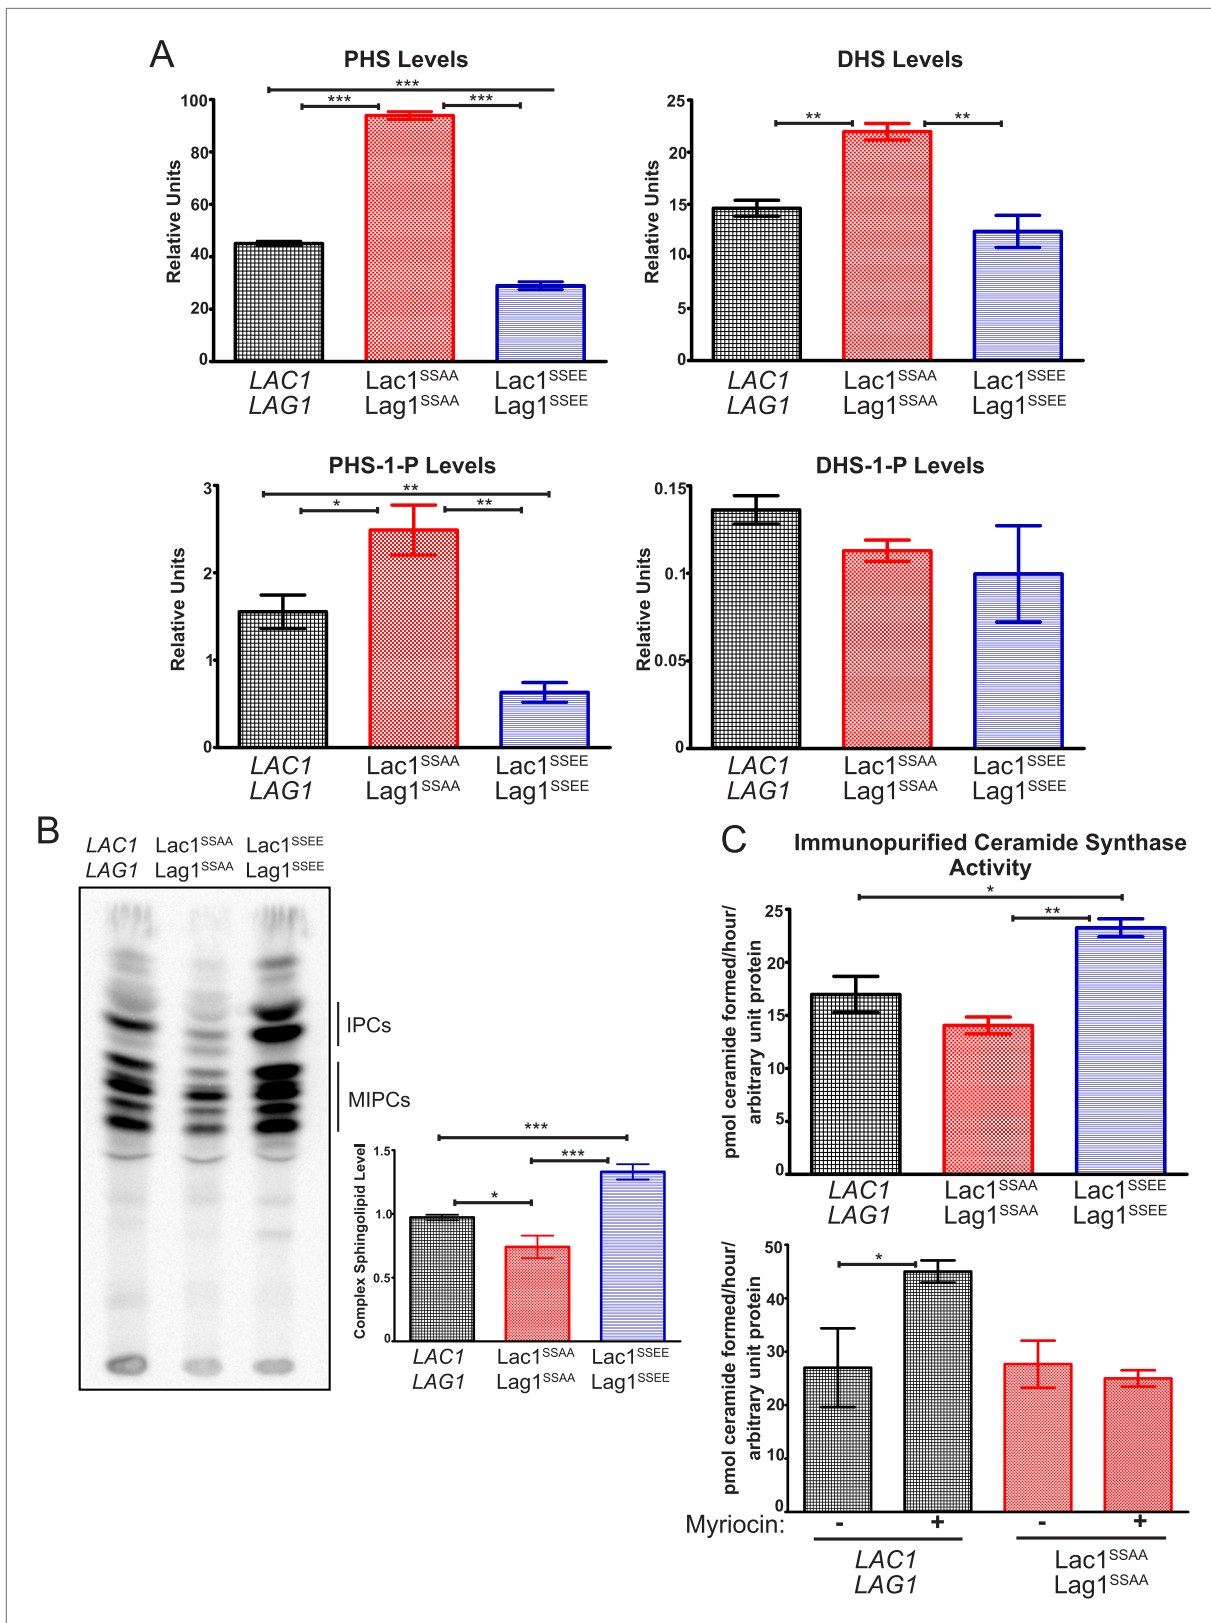 A
PHS Levels
Relative Units
100
80
60
40
20
0
***
***
***
LAC1 Lac1SSAA Lac1SSEE
LAG1 Lag1SSAA Lag1SSEE
DHS Levels
Relative Units
25
20
15
10
5
0
**
**
LAC1 Lac1SSAA Lac1SSEE
LAG1 Lag1SSAA Lag1SSEE
PHS-1-P Levels
Relative Units
3
2
1
0
**
*
**
LAC1 Lac1SSAA Lac1SSEE
LAG1 Lag1SSAA Lag1SSEE
DHS-1-P Levels
Relative Units
0.15
0.1
0.05
0
LAC1 Lac1SSAA Lac1SSEE
LAG1 Lag1SSAA Lag1SSEE
B
LAC1 Lac1SSAA Lac1SSEE
LAG1 Lag1SSAA Lag1SSEE
IPCs
MIPCs
Complex Sphingolipid Level
1.5
1.0
0.5
0
***
***
*
LAC1 Lac1SSAA Lac1SSEE
LAG1 Lag1SSAA Lag1SSEE
C
Immunopurified Ceramide Synthase
Activity
pmol ceramide formed/hour/
arbitrary unit protein
25
20
15
10
5
0
*
**
LAC1 Lac1SSAA Lac1SSEE
LAG1 Lag1SSAA Lag1SSEE
pmol ceramide formed/hour/
arbitrary unit protein
50
40
30
20
10
0
*
Myriocin: - + - +
LAC1 Lac1SSAA
LAG1 Lag1SSAA